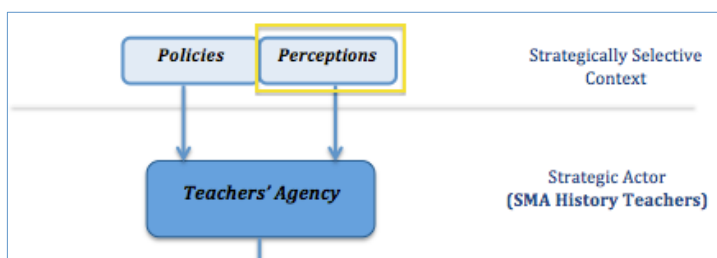 Policies
Perceptions
Strategically Selective
Context
Teachers' Agency
Strategic Actor
(SMA History Teachers)